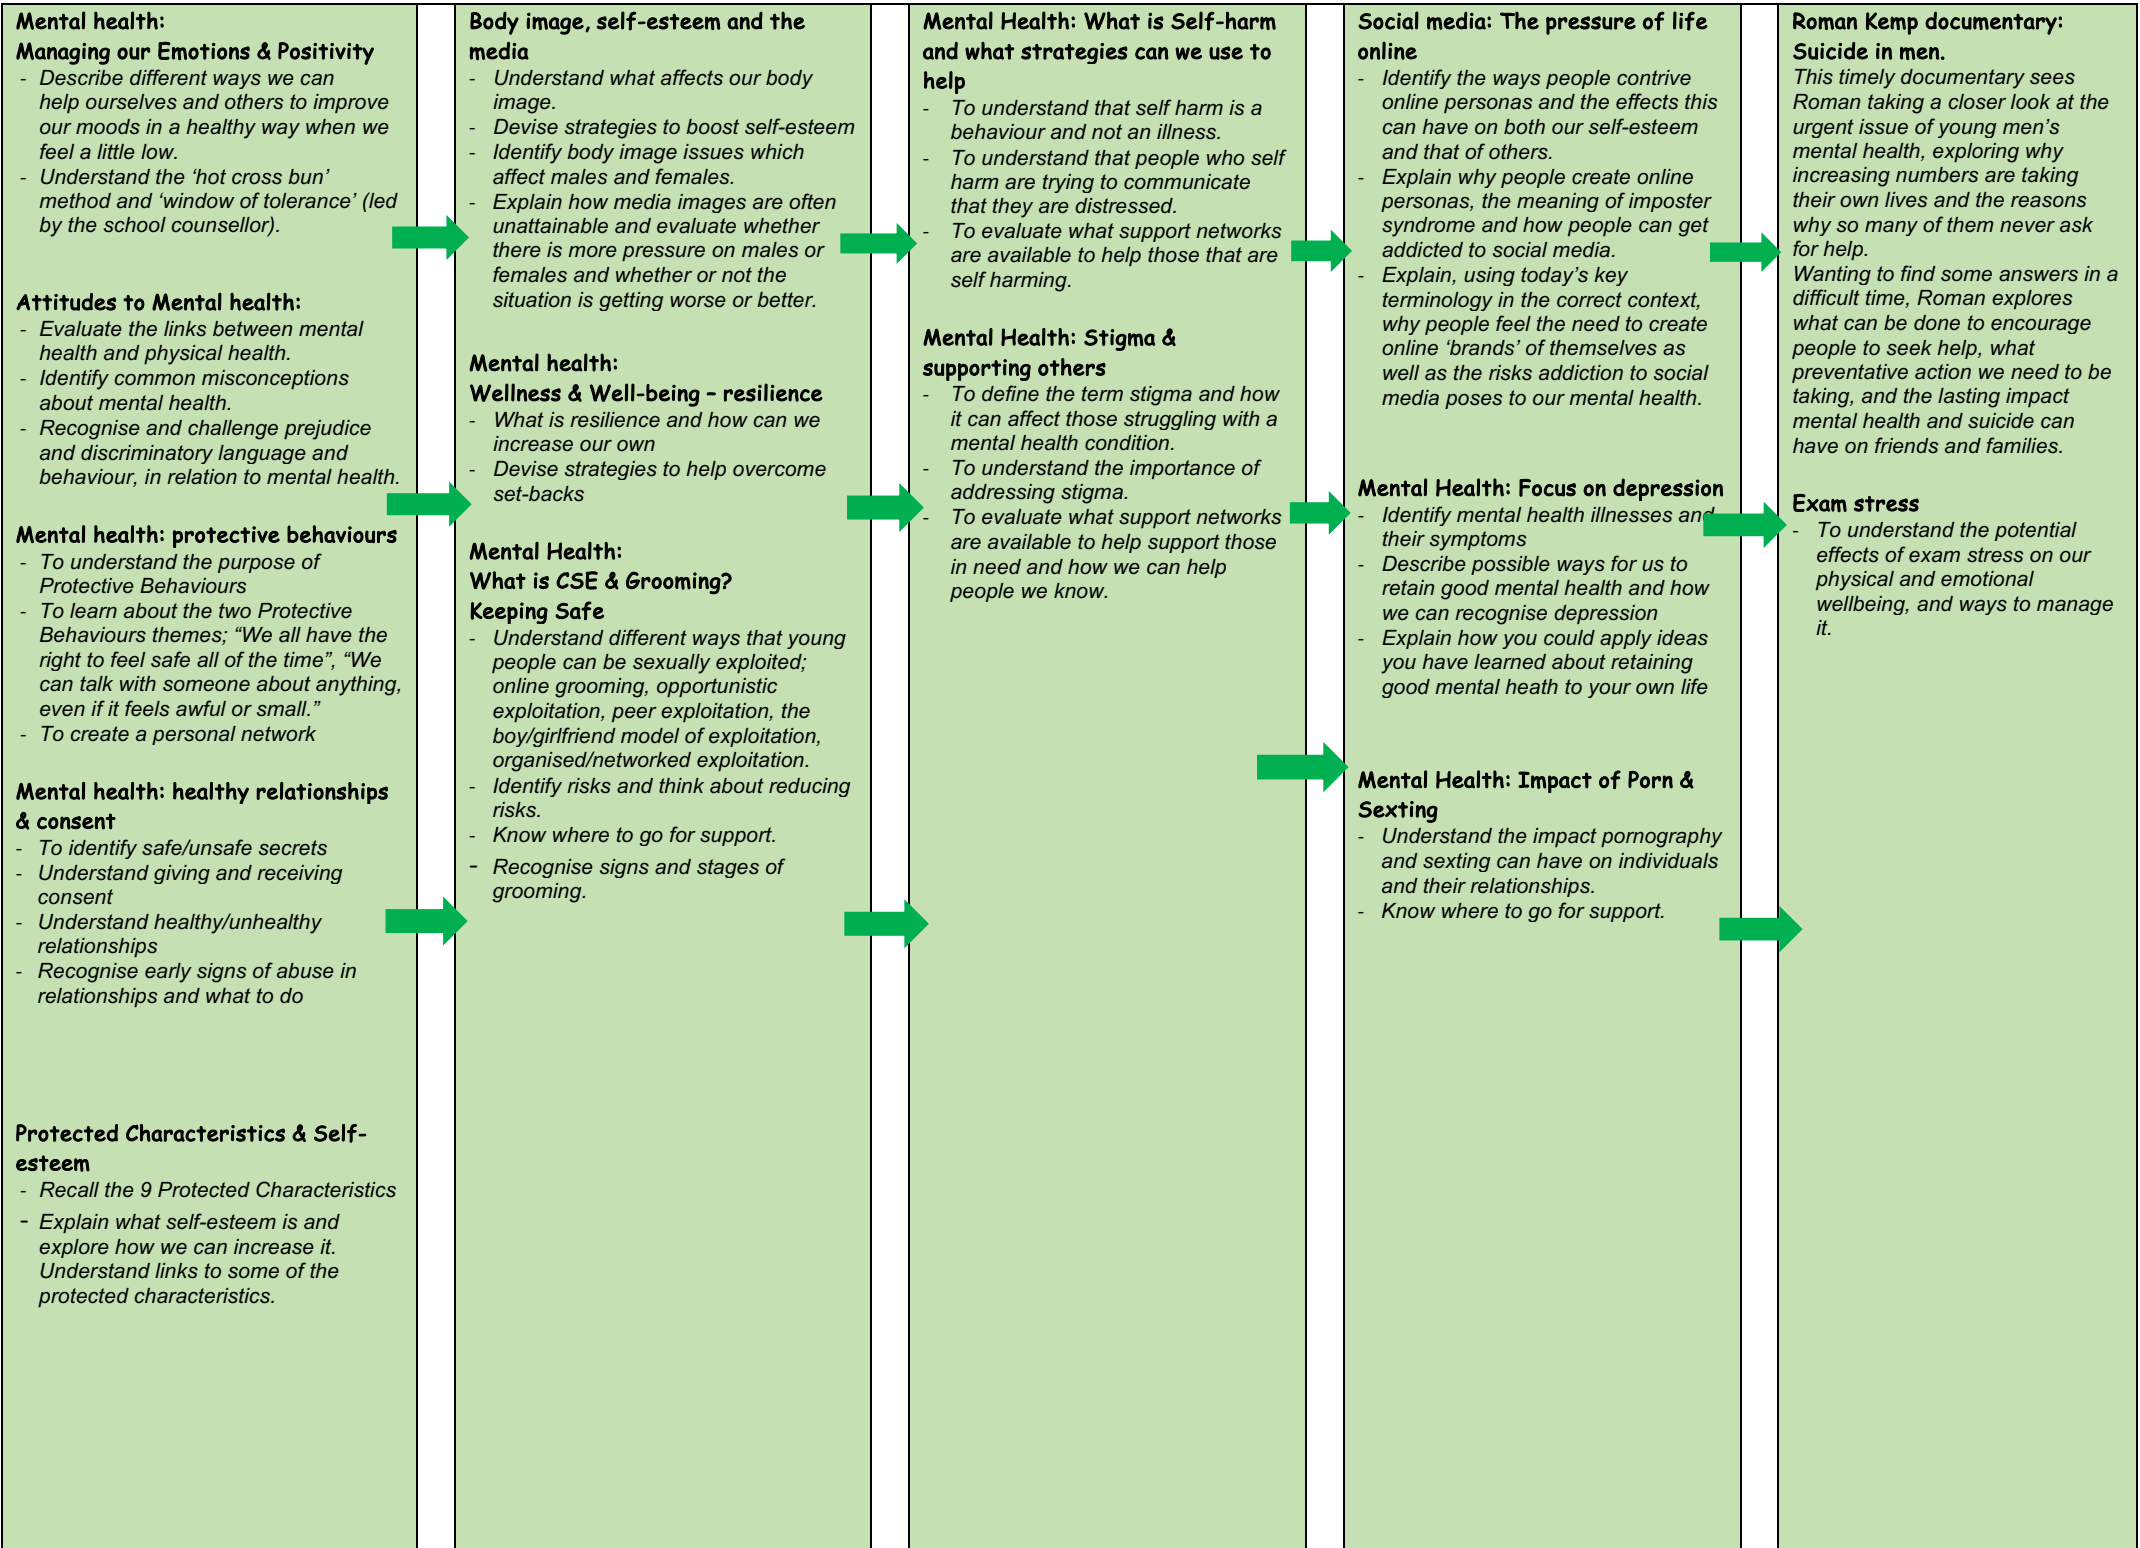 Mental health:
Managing our Emotions & Positivity
- Describe different ways we can
help ourselves and others to improve
our moods in a healthy way when we
feel a little low.
- Understand the ‘hot cross bun’
method and ‘window of tolerance’ (led
by the school counsellor).
Attitudes to Mental health:
- Evaluate the links between mental
health and physical health.
- Identify common misconceptions
about mental health.
- Recognise and challenge prejudice
and discriminatory language and
behaviour, in relation to mental health.
Mental health: protective behaviours
- To understand the purpose of
Protective Behaviours
- To learn about the two Protective
Behaviours themes; “We all have the
right to feel safe all of the time”, “We
can talk with someone about anything,
even if it feels awful or small.”
- To create a personal network
Mental health: healthy relationships
& consent
- To identify safe/unsafe secrets
- Understand giving and receiving
consent
- Understand healthy/unhealthy
relationships
- Recognise early signs of abuse in
relationships and what to do
Protected Characteristics & Self-
esteem
- Recall the 9 Protected Characteristics
- Explain what self-esteem is and
explore how we can increase it.
Understand links to some of the
protected characteristics.
Body image, self-esteem and the
media
- Understand what affects our body
image.
- Devise strategies to boost self-esteem
- Identify body image issues which
affect males and females.
- Explain how media images are often
unattainable and evaluate whether
there is more pressure on males or
females and whether or not the
situation is getting worse or better.
Mental health:
Wellness & Well-being – resilience
- What is resilience and how can we
increase our own
- Devise strategies to help overcome
set-backs
Mental Health:
What is CSE & Grooming?
Keeping Safe
- Understand different ways that young
people can be sexually exploited;
online grooming, opportunistic
exploitation, peer exploitation, the
boy/girlfriend model of exploitation,
organised/networked exploitation.
- Identify risks and think about reducing
risks.
- Know where to go for support.
- Recognise signs and stages of
grooming.
Mental Health: What is Self-harm
and what strategies can we use to
help
- To understand that self harm is a
behaviour and not an illness.
- To understand that people who self
harm are trying to communicate
that they are distressed.
- To evaluate what support networks
are available to help those that are
self harming.
Mental Health: Stigma &
supporting others
- To define the term stigma and how
it can affect those struggling with a
mental health condition.
- To understand the importance of
addressing stigma.
- To evaluate what support networks
are available to help support those
in need and how we can help
people we know.
Social media: The pressure of life
online
- Identify the ways people contrive
online personas and the effects this
can have on both our self-esteem
and that of others.
- Explain why people create online
personas, the meaning of imposter
syndrome and how people can get
addicted to social media.
- Explain, using today’s key
terminology in the correct context,
why people feel the need to create
online ‘brands’ of themselves as
well as the risks addiction to social
media poses to our mental health.
Mental Health: Focus on depression
- Identify mental health illnesses and
their symptoms
- Describe possible ways for us to
retain good mental health and how
we can recognise depression
- Explain how you could apply ideas
you have learned about retaining
good mental heath to your own life
Mental Health: Impact of Porn &
Sexting
- Understand the impact pornography
and sexting can have on individuals
and their relationships.
- Know where to go for support.
Roman Kemp documentary:
Suicide in men.
This timely documentary sees
Roman taking a closer look at the
urgent issue of young men’s
mental health, exploring why
increasing numbers are taking
their own lives and the reasons
why so many of them never ask
for help.
Wanting to find some answers in a
difficult time, Roman explores
what can be done to encourage
people to seek help, what
preventative action we need to be
taking, and the lasting impact
mental health and suicide can
have on friends and families.
Exam stress
- To understand the potential
effects of exam stress on our
physical and emotional
wellbeing, and ways to manage
it.